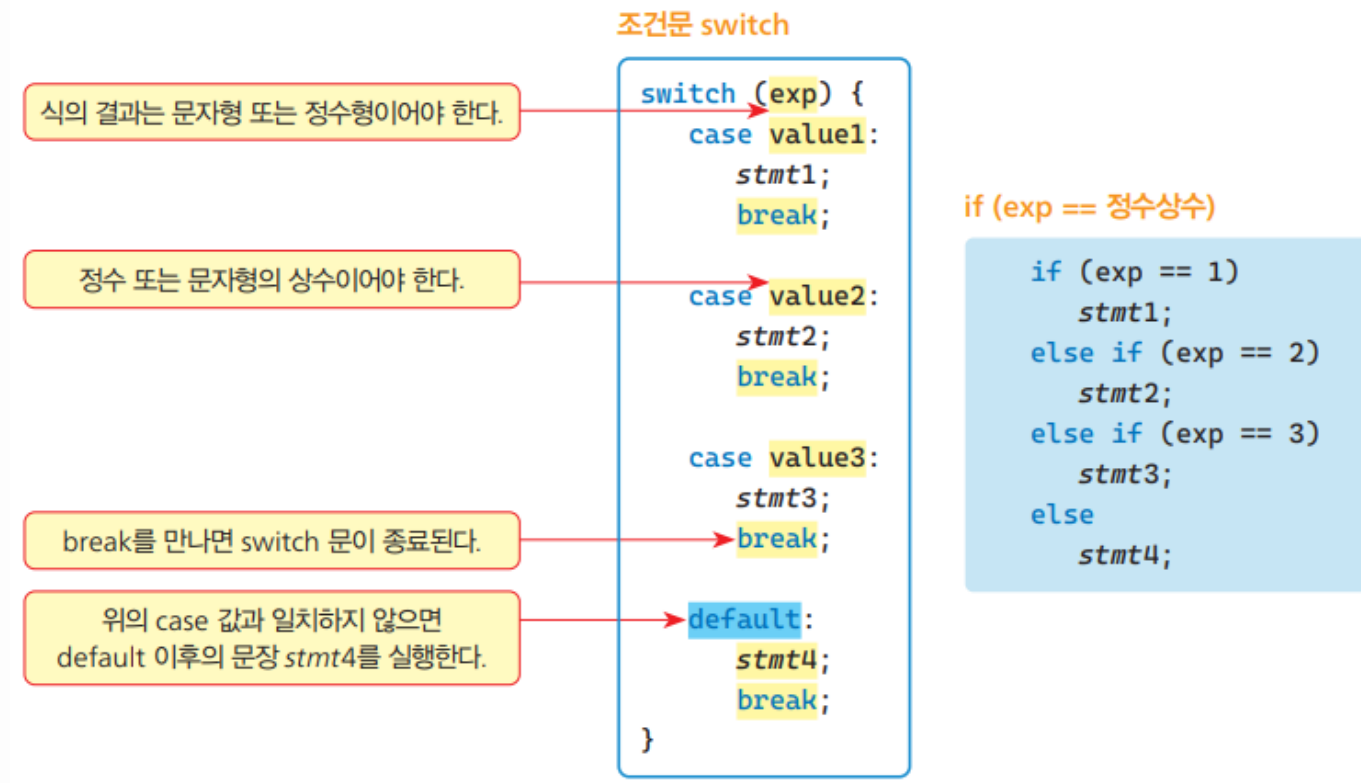 조건문 switch
식의 결과는 문자형 또는 정수형이어야 한다.
정수 또는 문자형의 상수이어야 한다.
break를 만나면 switch 문이 종료된다.
위의 case 값과 일치하지 않으면
default 이후의 문장 stmt4를 실행한다.
switch (exp) {
case value1:
stmt1;
break;
case value2:
stmt2;
break;
case value3:
stmt3;
break;
default:
stmt4;
break;
}
if (exp == 정수상수)
if (exp == 1)
stmt1;
else if (exp == 2)
stmt2;
else if (exp == 3)
stmt3;
else
stmt4;